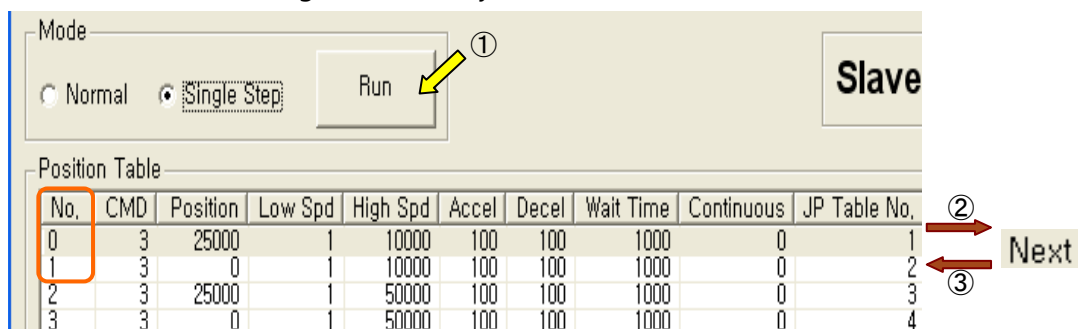 Mode
①
Normal Single Step Run
Slave
Position Table
No, CMD Position Low Spd High Spd Accel Decel Wait Time Continuous JP Table No,
0 3 25000 1 10000 100 100 1000 0 1
②
1 3 0 1 10000 100 100 1000 0 2
Next
③
2 3 25000 1 50000 100 100 1000 0 3
3 3 0 1 50000 100 100 1000 0 4